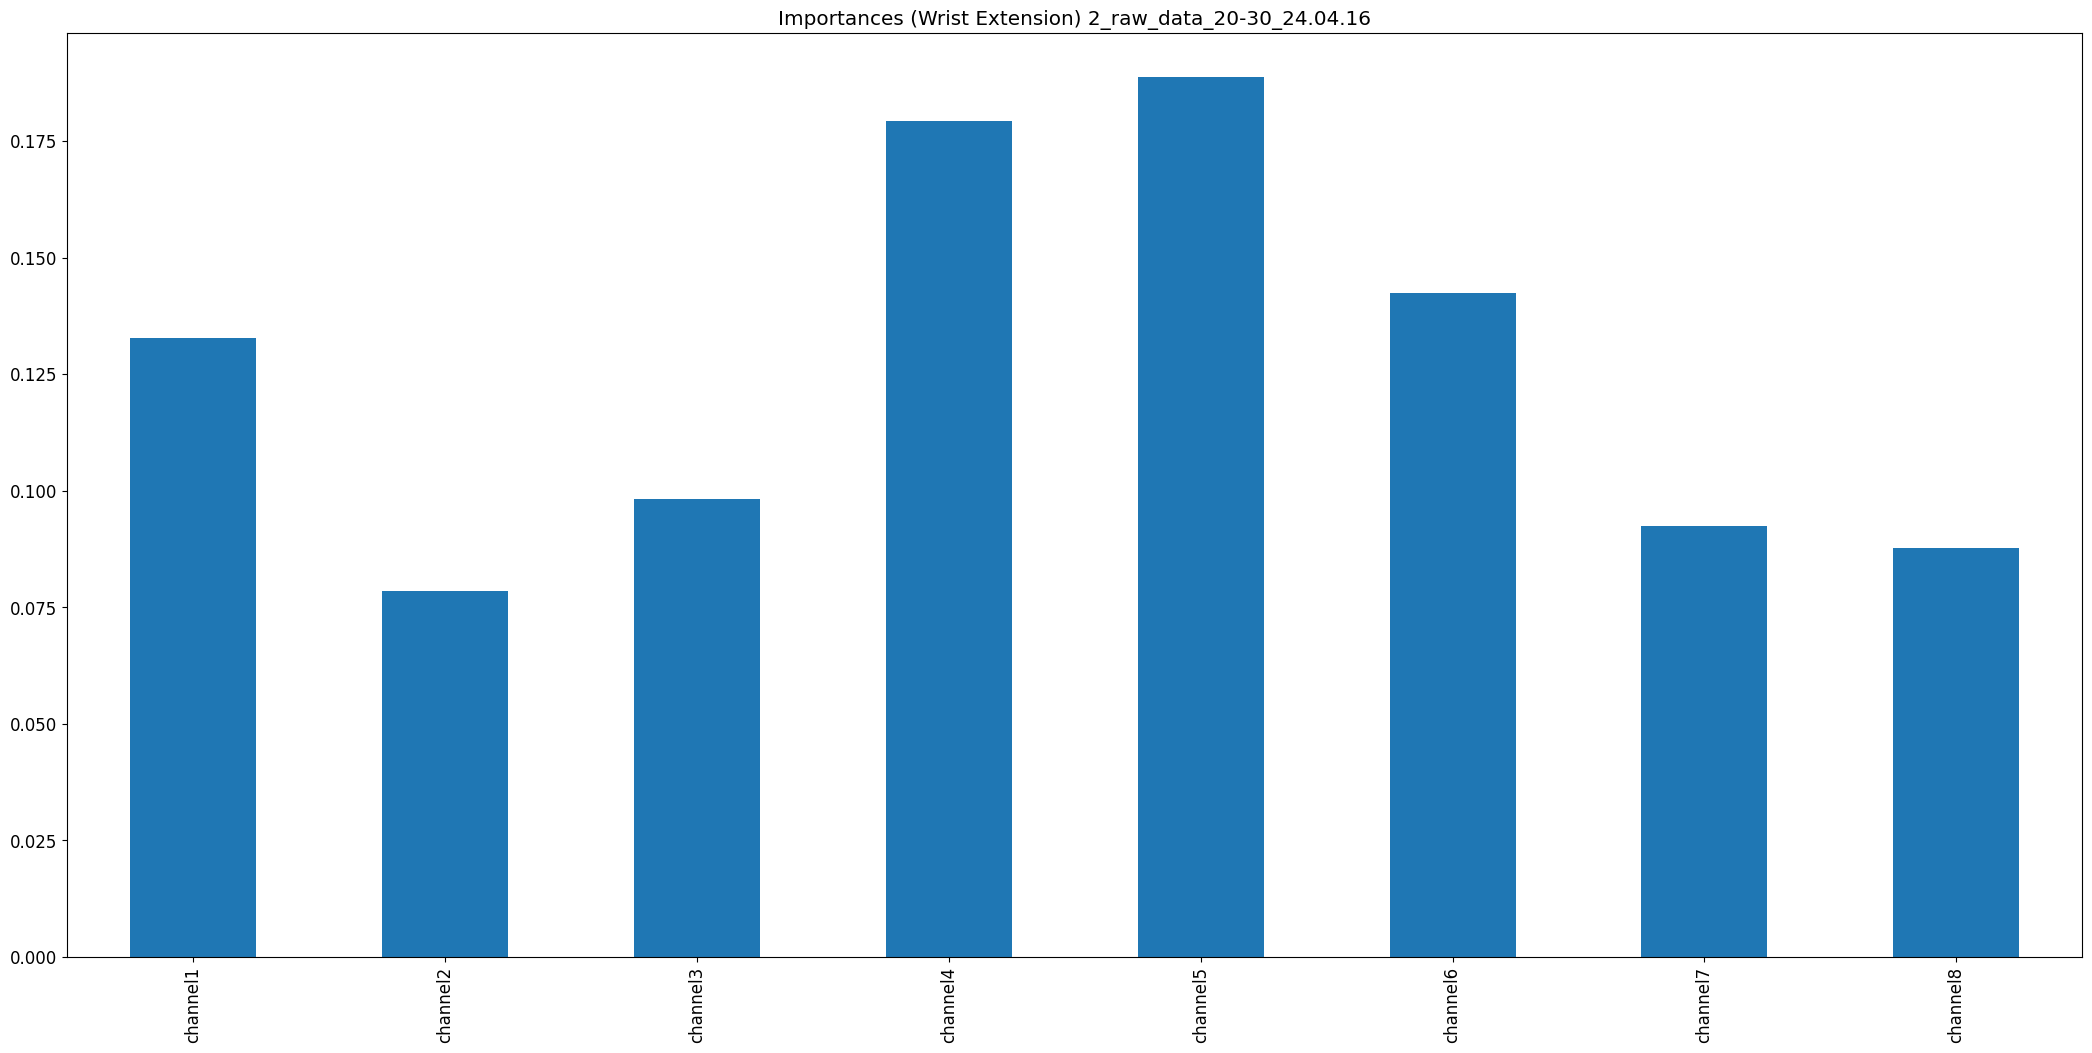 Importances (Wrist Extension) 2_raw_data_20-30_24.04.16
0.175
0.150
0.125
0.100
0.075
0.050
0.025
0.000
channel1
channel2
channel3
channel4
channel5
channel6
channel7
channel8